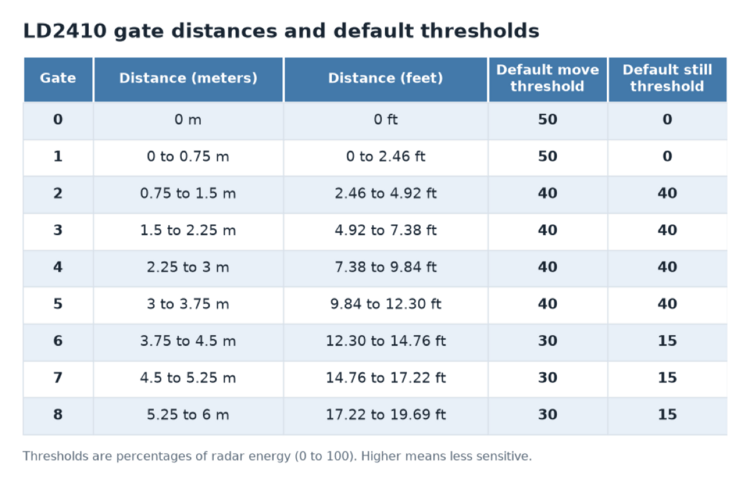 LD2410 gate distances and default thresholds
Gate Distance (meters) Distance (feet) Default move threshold Default still threshold
0 0 m 0 ft 50 0
1 0 to 0.75 m 0 to 2.46 ft 50 0
2 0.75 to 1.5 m 2.46 to 4.92 ft 40 40
3 1.5 to 2.25 m 4.92 to 7.38 ft 40 40
4 2.25 to 3 m 7.38 to 9.84 ft 40 40
5 3 to 3.75 m 9.84 to 12.30 ft 40 40
6 3.75 to 4.5 m 12.30 to 14.76 ft 30 15
7 4.5 to 5.25 m 14.76 to 17.22 ft 30 15
8 5.25 to 6 m 17.22 to 19.69 ft 30 15
Thresholds are percentages of radar energy (0 to 100). Higher means less sensitive.